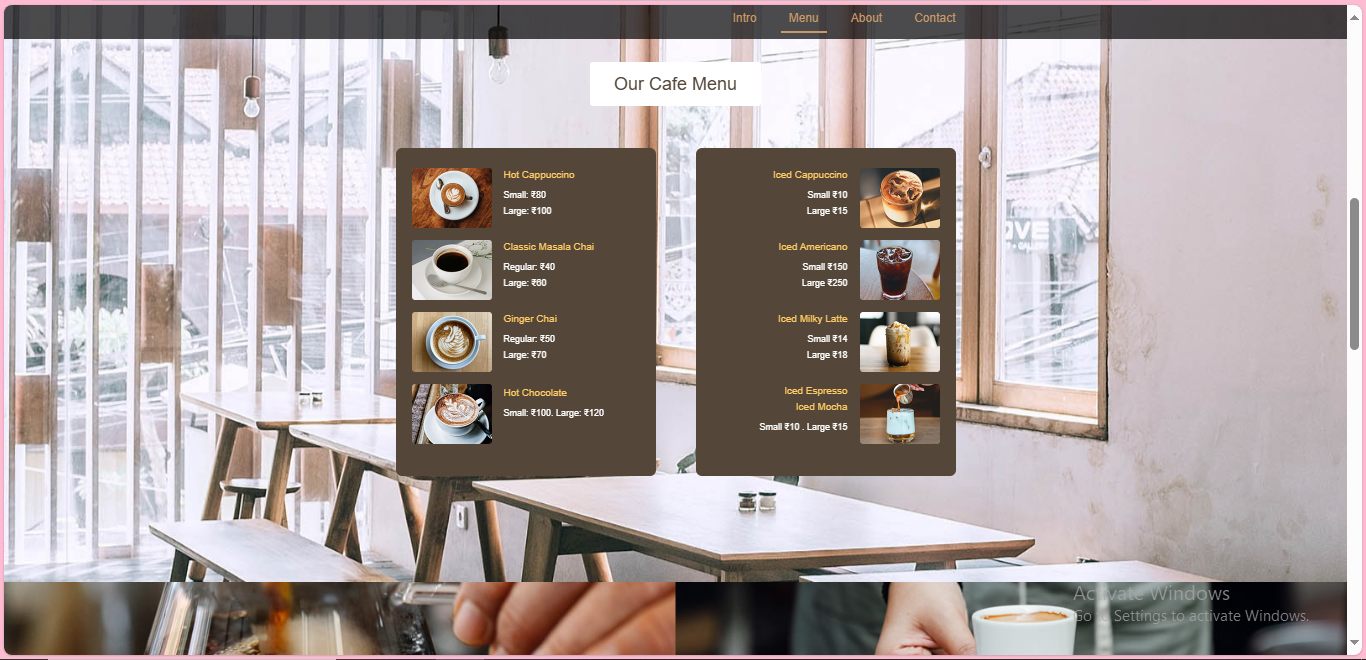 Intro
Menu
About
Contact
Our Cafe Menu
Hot Cappuccino
Small: ₹80
Large: ₹100
Classic Masala Chai
Regular: ₹40
Large: ₹60
Ginger Chai
Regular: ₹50
Large: ₹70
Hot Chocolate
Small: ₹100. Large: ₹120
Iced Cappuccino
Small ₹10
Large ₹15
Iced Americano
Small ₹150
Large ₹250
Iced Milky Latte
Small ₹14
Large ₹18
Iced Espresso
Iced Mocha
Small ₹10 . Large ₹15
GALLERY
Activate Windows
Go to Settings to activate Windows.